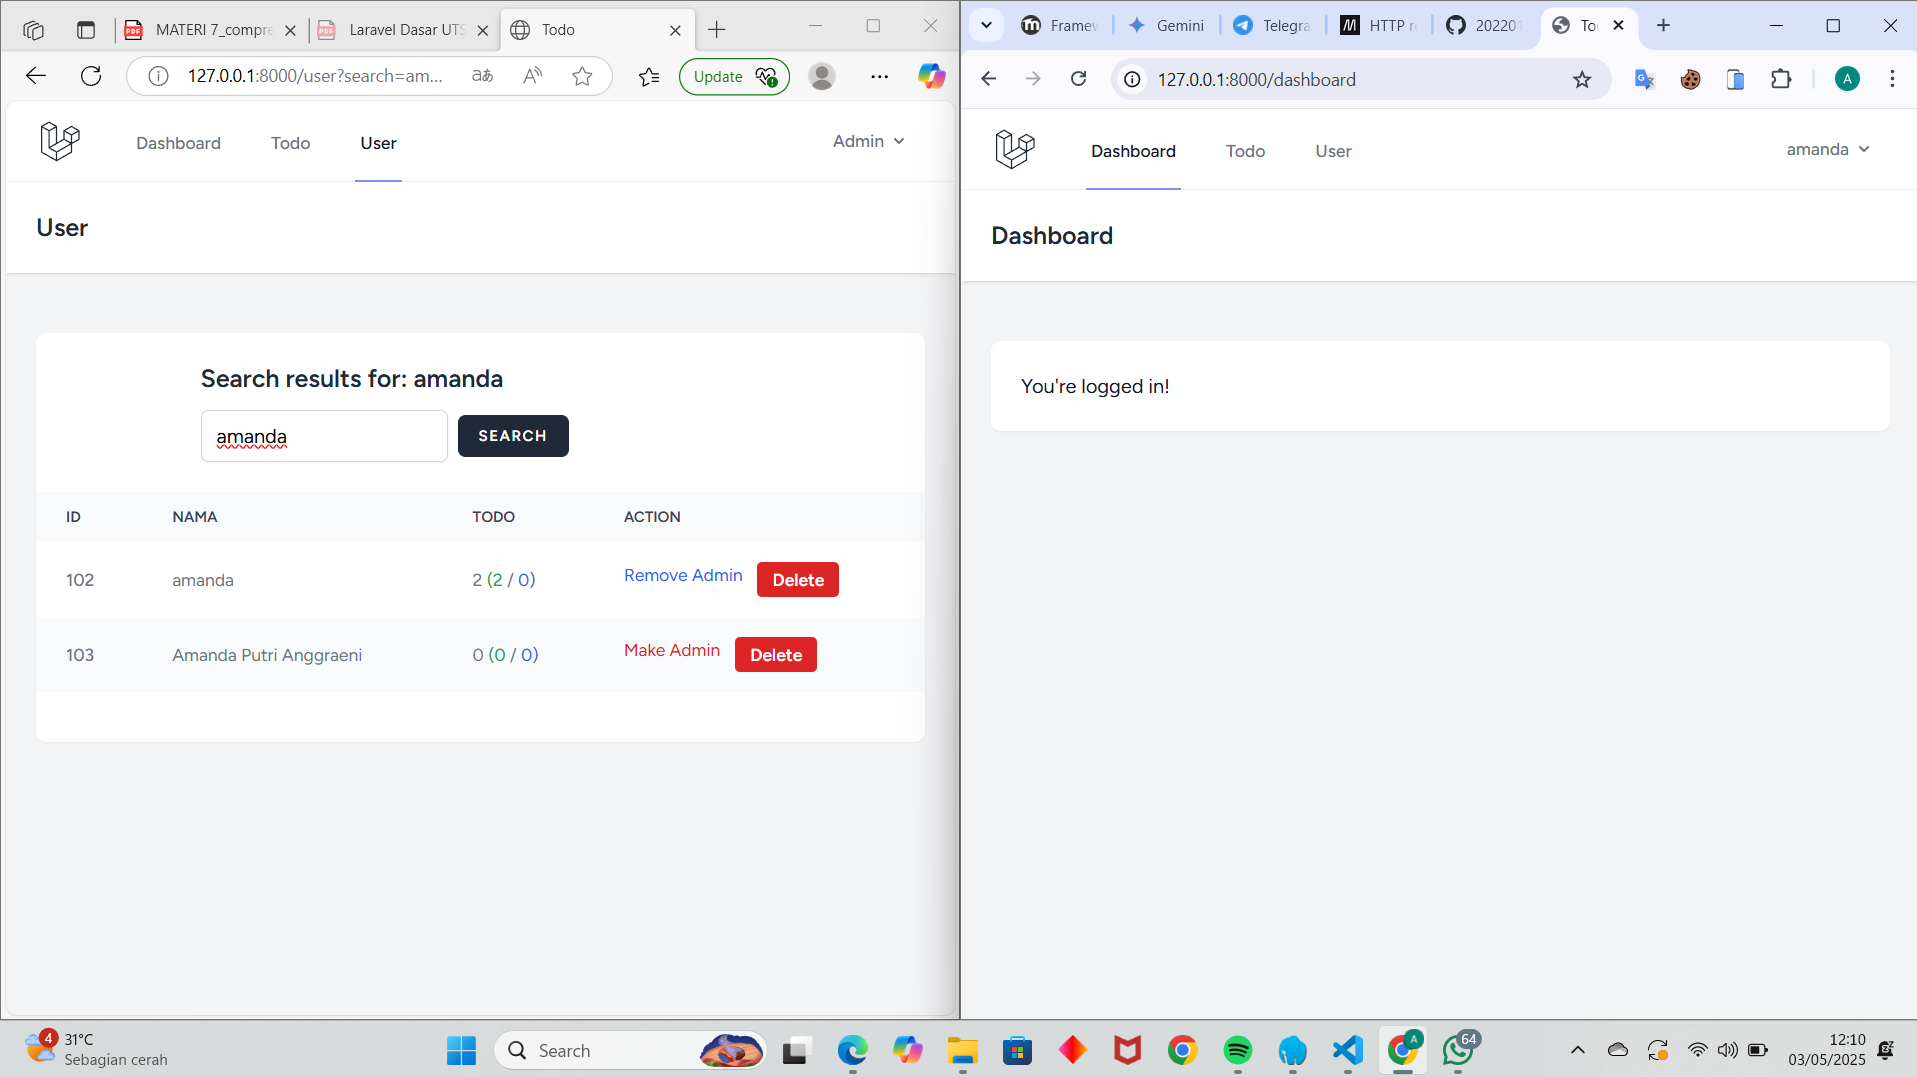 MATERI 7_compre
Laravel Dasar UTS
Todo
127.0.0.1:8000/user?search=am...
Update
Dashboard
Todo
User
Admin
User
Search results for: amanda
amanda
SEARCH
ID
NAMA
TODO
ACTION
102
amanda
2 (2 / 0)
Remove Admin
Delete
103
Amanda Putri Anggraeni
0 (0 / 0)
Make Admin
Delete
Framew
Gemini
Telegra
HTTP re
202201
To
127.0.0.1:8000/dashboard
A
Dashboard
Todo
User
amanda
Dashboard
You're logged in!
4
31°C
Sebagian cerah
Search
A
64
12:10
03/05/2025